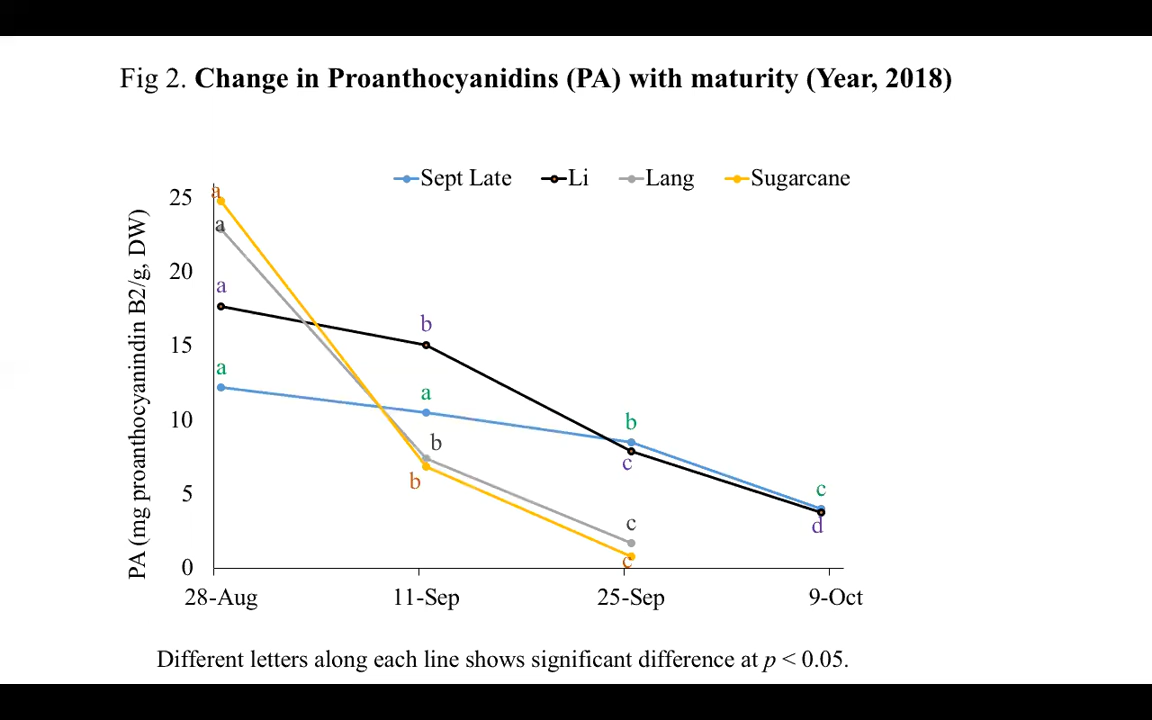 Fig 2. Change in Proanthocyanidins (PA) with maturity (Year, 2018)
Sept Late Li Lang Sugarcane
PA (mg proanthocyanindin B2/g, DW)
25
20
15
10
5
0
a
a
a
a
b
a
b
b
b
c
c
c
c
d
28-Aug 11-Sep 25-Sep 9-Oct
Different letters along each line shows significant difference at p < 0.05.